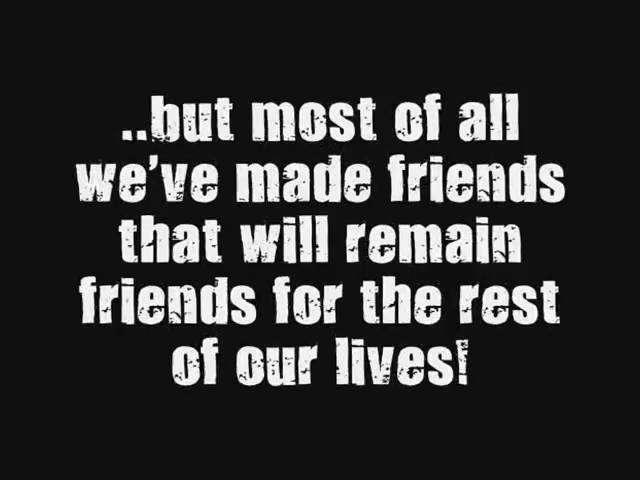 ..but most of all
we've made friends
that will remain
friends for the rest
of our lives!